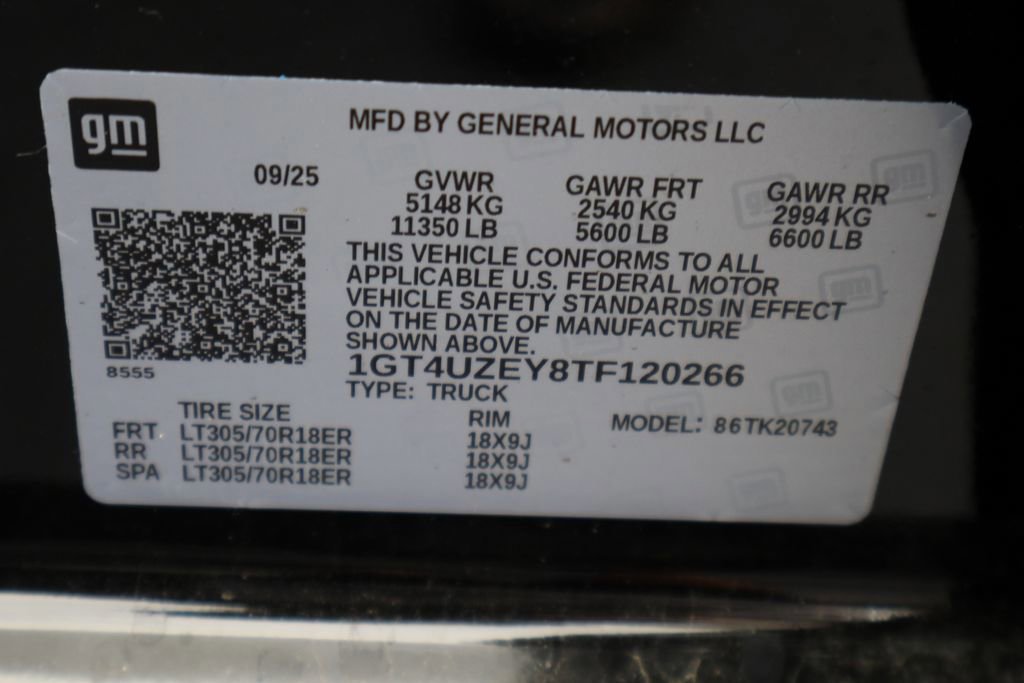 gm
MFD BY GENERAL MOTORS LLC
09/25
GVWR GAWR FRT GAWR RR
5148 KG 2540 KG 2994 KG
11350 LB 5600 LB 6600 LB
THIS VEHICLE CONFORMS TO ALL
APPLICABLE U.S. FEDERAL MOTOR
VEHICLE SAFETY STANDARDS IN EFFECT
ON THE DATE OF MANUFACTURE
SHOWN ABOVE.
8555
1GT4UZEY8TF120266
TYPE: TRUCK
TIRE SIZE RIM MODEL: 86TK20743
FRT LT305/70R18ER 18X9J
RR LT305/70R18ER 18X9J
SPA LT305/70R18ER 18X9J